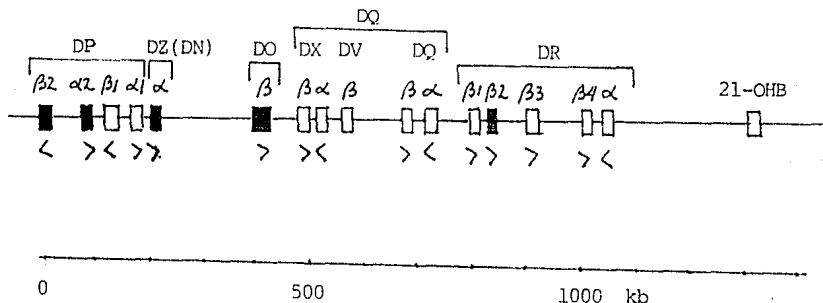 DQ
DP DZ(DN) DO DX DV DQ DR
β2 α2 β1 α1 α β β α β β α β1 β2 β3 β4 α 21-OHB
< > < > > > > < > < > > > > <
0 500 1000 kb